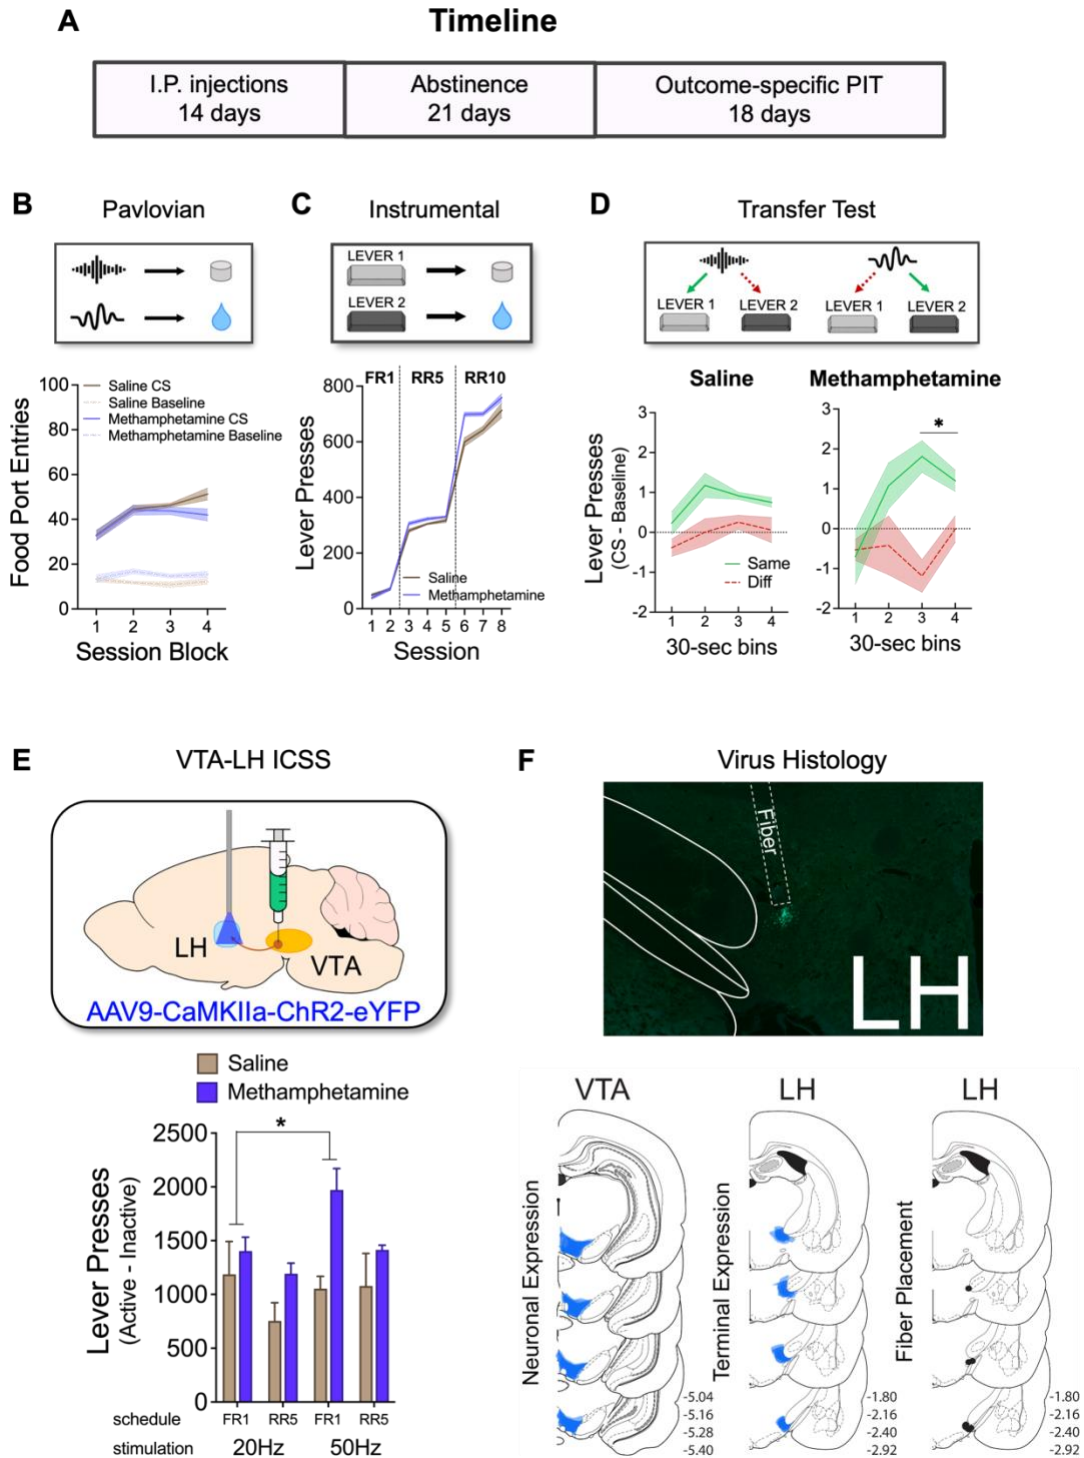 A
Timeline
I.P. injections
14 days
Abstinence
21 days
Outcome-specific PIT
18 days
B
Pavlovian
C
Instrumental
LEVER 1
LEVER 2
D
Transfer Test
LEVER 1
LEVER 2
LEVER 1
LEVER 2
Saline CS
Saline Baseline
Methamphetamine CS
Methamphetamine Baseline
Food Port Entries
100
80
60
40
20
0
1 2 3 4
Session Block
FR1 RR5 RR10
Lever Presses
800
600
400
200
0
Saline
Methamphetamine
1 2 3 4 5 6 7 8
Session
Saline
Lever Presses
(CS - Baseline)
3
2
1
0
-1
-2
Same
Diff
1 2 3 4
30-sec bins
Methamphetamine
*
3
2
1
0
-1
-2
1 2 3 4
30-sec bins
E
VTA-LH ICSS
LH
VTA
AAV9-CaMKIIa-ChR2-eYFP
Saline
Methamphetamine
*
Lever Presses
(Active - Inactive)
2500
2000
1500
1000
500
0
schedule FR1 RR5 FR1 RR5
stimulation 20Hz 50Hz
F
Virus Histology
Fiber
LH
VTA
Neuronal Expression
-5.04
-5.16
-5.28
-5.40
LH
Terminal Expression
-1.80
-2.16
-2.40
-2.92
LH
Fiber Placement
-1.80
-2.16
-2.40
-2.92